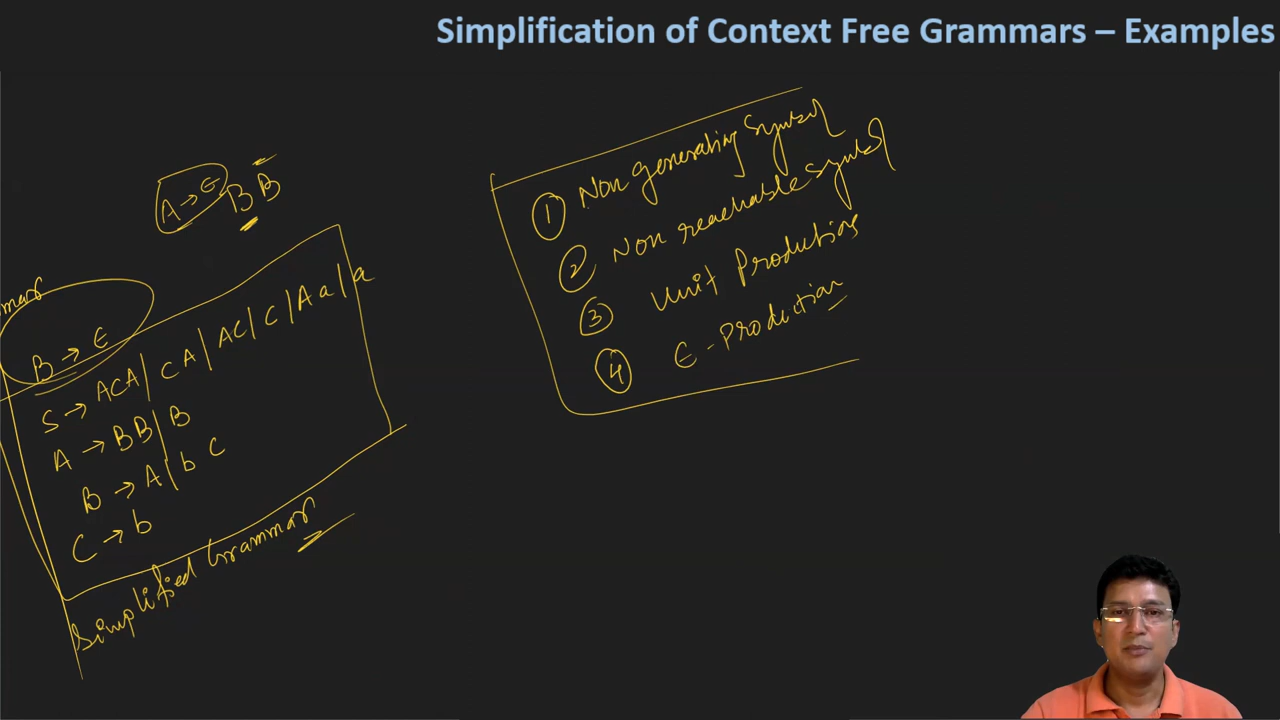 Simplification of Context Free Grammars – Examples
A → ϵ BB
B → ϵ
S → ACA | CA | AC | C | Aa | a
A → BB | B
B → A | bC
C → b
Simplified Grammar
① Non generating Symbol
② Non reachable symbol
③ Unit Productions
④ ϵ - Production